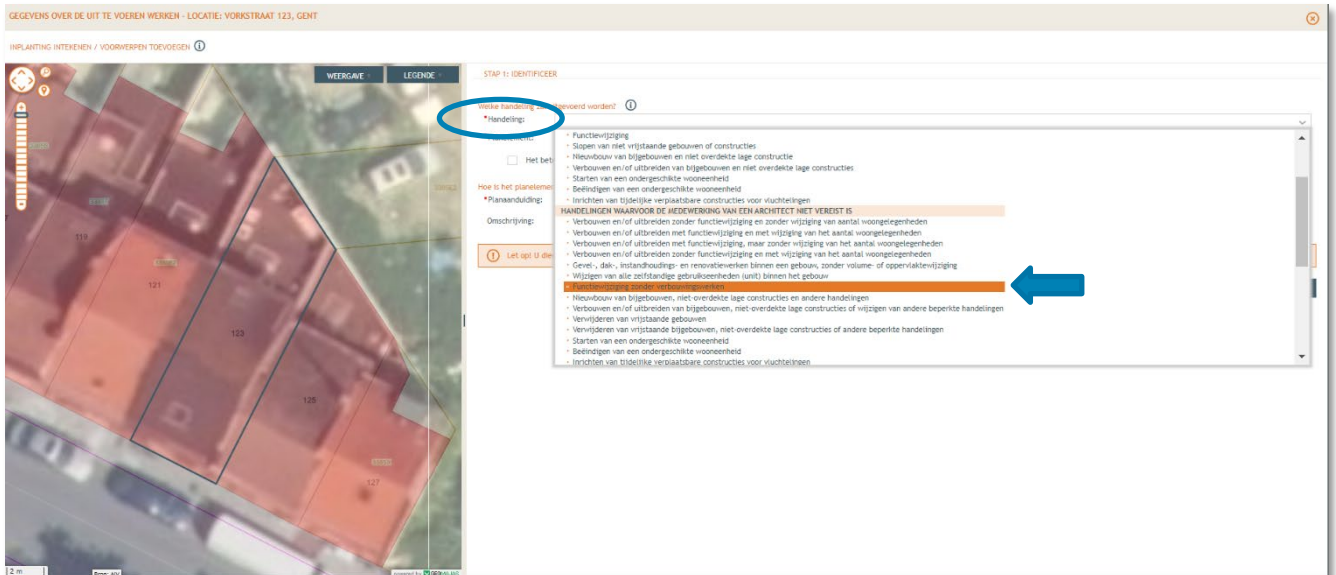 GEGEVENS OVER DE UIT TE VOEREN WERKEN - LOCATIE: VORKSTRAAT 123, GENT
INPLANTING INTEKENEN / VOORWERPEN TOEVOEGEN
WEERGAVE
LEGENDE
119
121
123
125
127
2 m
STAP 1: IDENTIFICEER
Welke handeling
gevoerd worden?
*Handeling:
Het bet
Hoe is het planeleme
*Planaanduiding:
Omschrijving:
Let op! U die
Functiewijziging
Slopen van niet vrijstaande gebouwen of constructies
Nieuwbouw van bijgebouwen en niet overdekte lage constructie
Verbouwen en/of uitbreiden van bijgebouwen en niet overdekte lage constructies
Starten van een ondergeschikte wooneenheid
Beëindigen van een ondergeschikte wooneenheid
Inrichten van tijdelijke verplaatsbare constructies voor vluchtelingen
HANDELINGEN WAARVOOR DE MEDEWERKING VAN EEN ARCHITECT NIET VEREIST IS
Verbouwen en/of uitbreiden zonder functiewijziging en zonder wijziging van aantal woongelegenheden
Verbouwen en/of uitbreiden met functiewijziging en met wijziging van het aantal woongelegenheden
Verbouwen en/of uitbreiden met functiewijziging, maar zonder wijziging van het aantal woongelegenheden
Verbouwen en/of uitbreiden zonder functiewijziging en met wijziging van het aantal woongelegenheden
Gevel-, dak-, instandhoudings- en renovatiewerken binnen een gebouw, zonder volume- of oppervlaktewijziging
Wijzigen van alle zelfstandige gebruikseenheden (unit) binnen het gebouw
Functiewijziging zonder verbouwingswerken
Nieuwbouw van bijgebouwen, niet-overdekte lage constructies en andere handelingen
Verbouwen en/of uitbreiden van bijgebouwen, niet-overdekte lage constructies of wijzigen van andere beperkte handelingen
Verwijderen van vrijstaande gebouwen
Verwijderen van vrijstaande bijgebouwen, niet-overdekte lage constructies of andere beperkte handelingen
Starten van een ondergeschikte wooneenheid
Beëindigen van een ondergeschikte wooneenheid
Inrichten van tijdelijke verplaatsbare constructies voor vluchtelingen